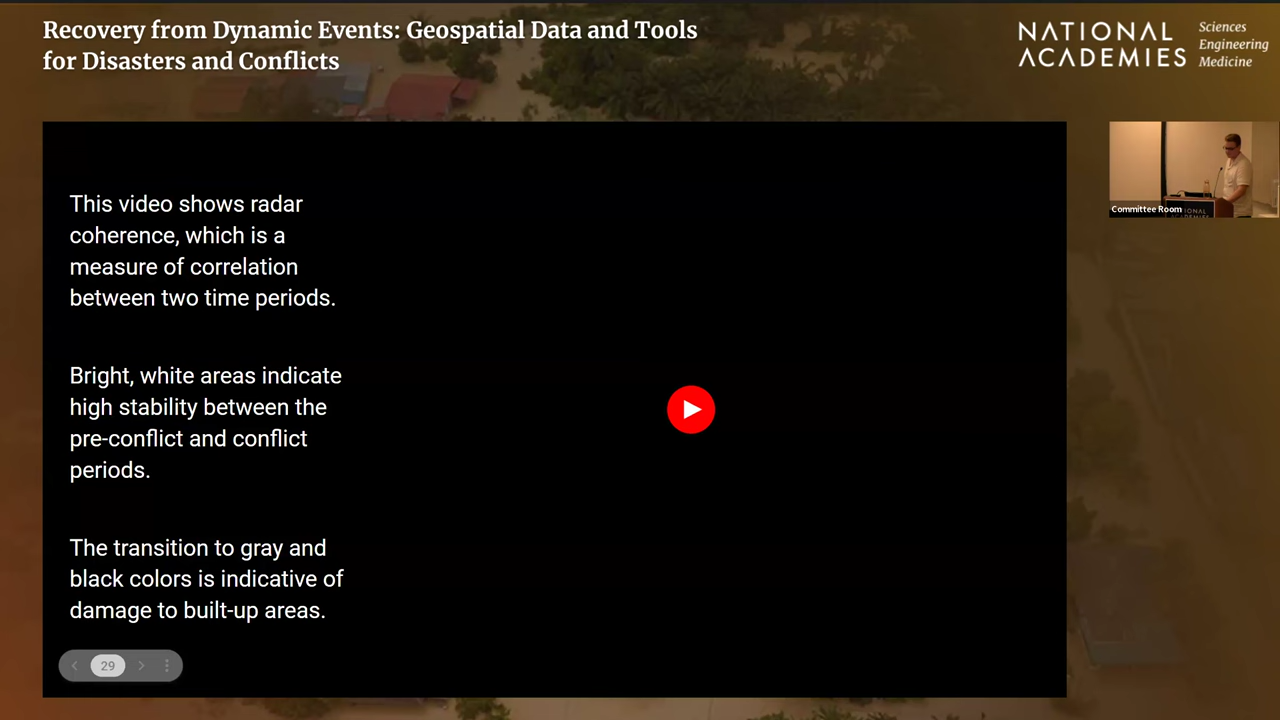 Recovery from Dynamic Events: Geospatial Data and Tools
for Disasters and Conflicts
NATIONAL
ACADEMIES
Sciences
Engineering
Medicine
This video shows radar
coherence, which is a
measure of correlation
between two time periods.
Bright, white areas indicate
high stability between the
pre-conflict and conflict
periods.
The transition to gray and
black colors is indicative of
damage to built-up areas.
29
Committee Room
NATIONAL
ACADEMIES